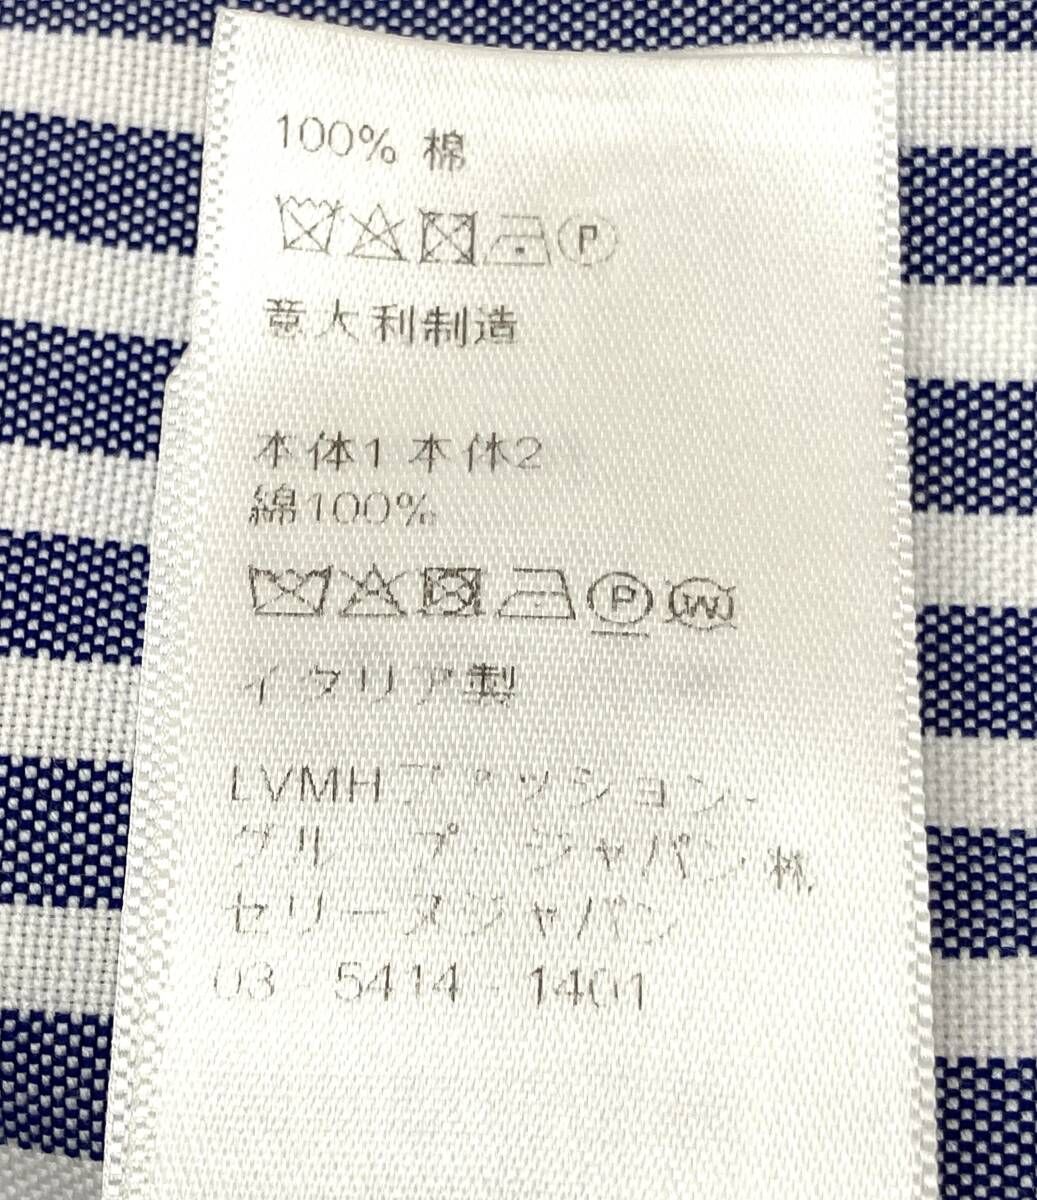 100% 棉
P
意大利制造
本体1 本体2
綿100%
P W
イタリア製
LVMHファッション・
グループ・ジャパン㈱
セリーヌジャパン
03-5414-1401